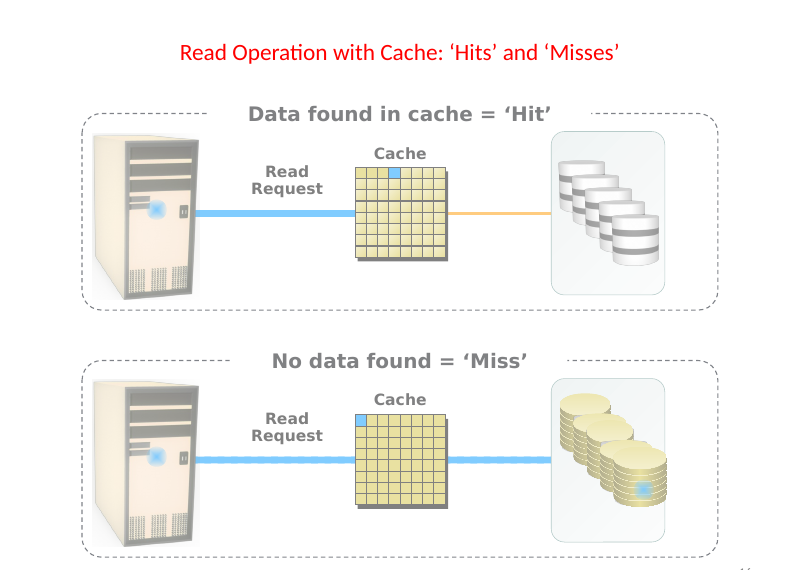 Read Operation with Cache: ‘Hits’ and ‘Misses’
Data found in cache = ‘Hit’
Cache
Read
Request
No data found = ‘Miss’
Cache
Read
Request